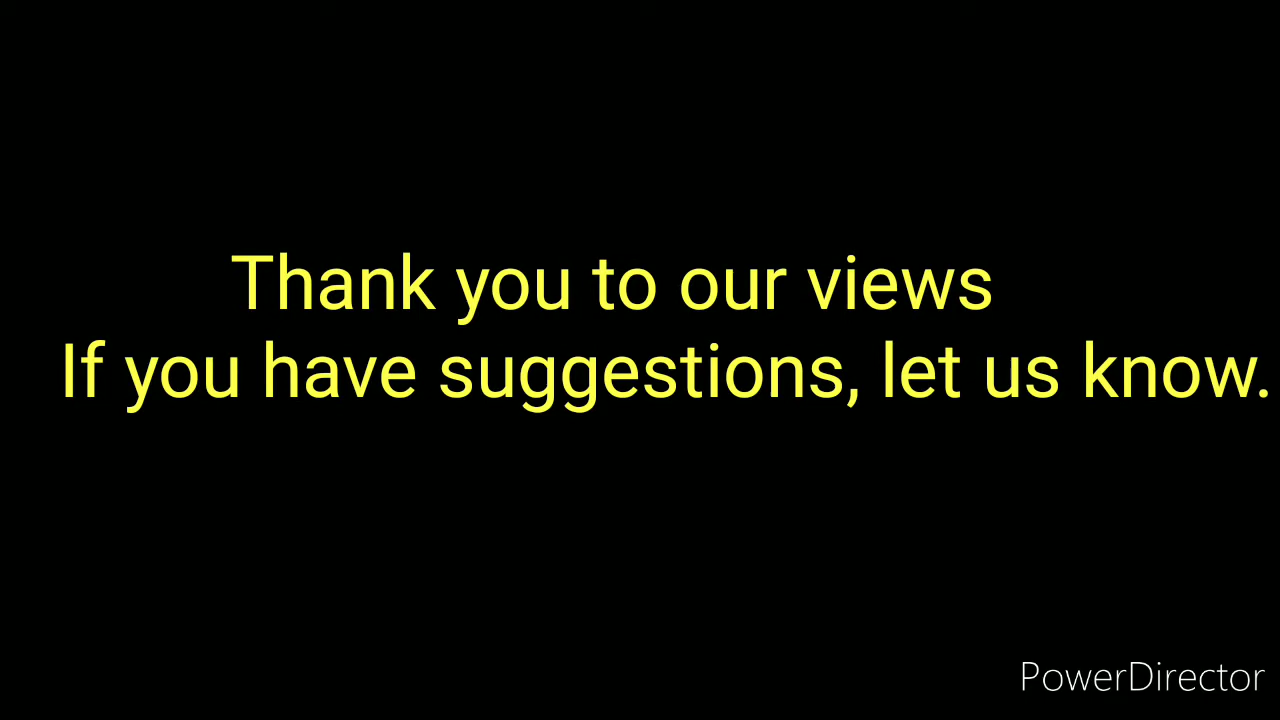 Thank you to our views
If you have suggestions, let us know.
PowerDirector